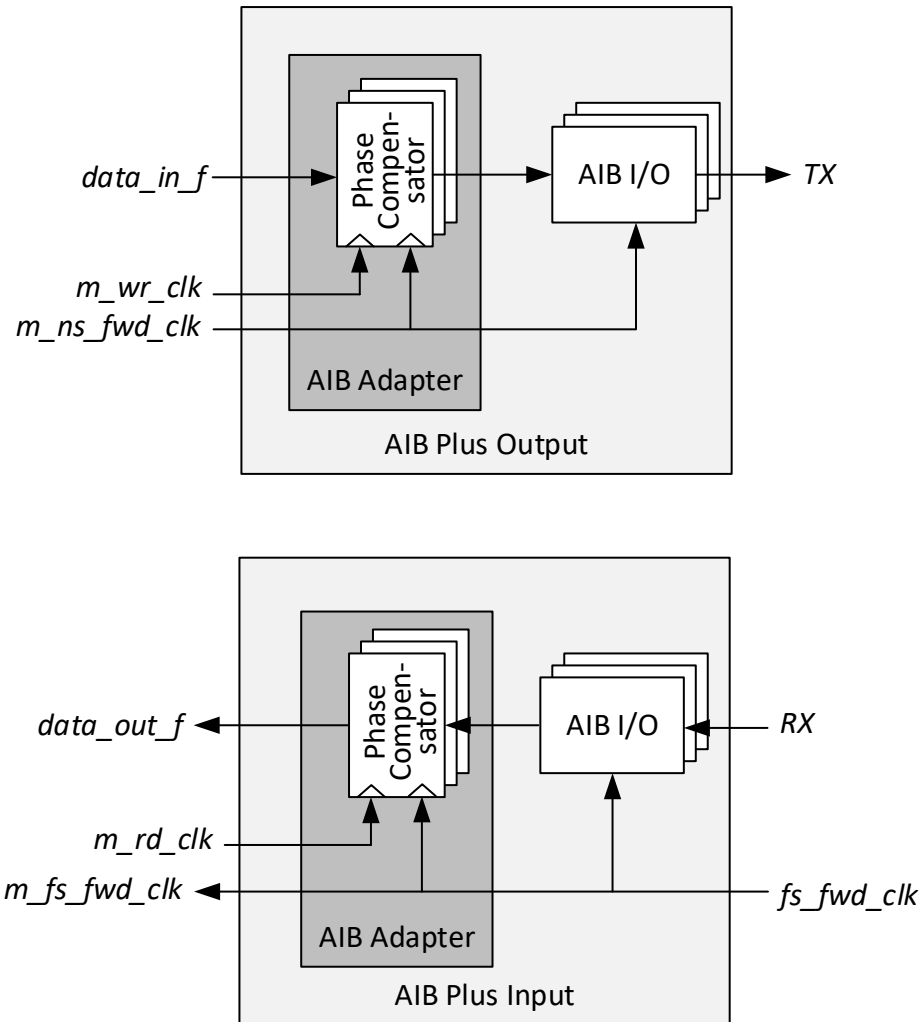 Phase
Compen-
sator
AIB I/O
data_in_f
TX
m_wr_clk
m_ns_fwd_clk
AIB Adapter
AIB Plus Output
Phase
Compen-
sator
AIB I/O
data_out_f
RX
m_rd_clk
m_fs_fwd_clk
fs_fwd_clk
AIB Adapter
AIB Plus Input